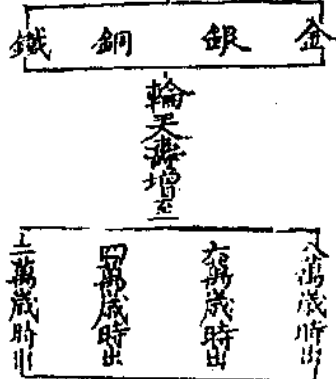 金 銀 銅 鐵
輪天壽增至
八萬歲時出
六萬歲時出
四萬歲時出
二萬歲時出